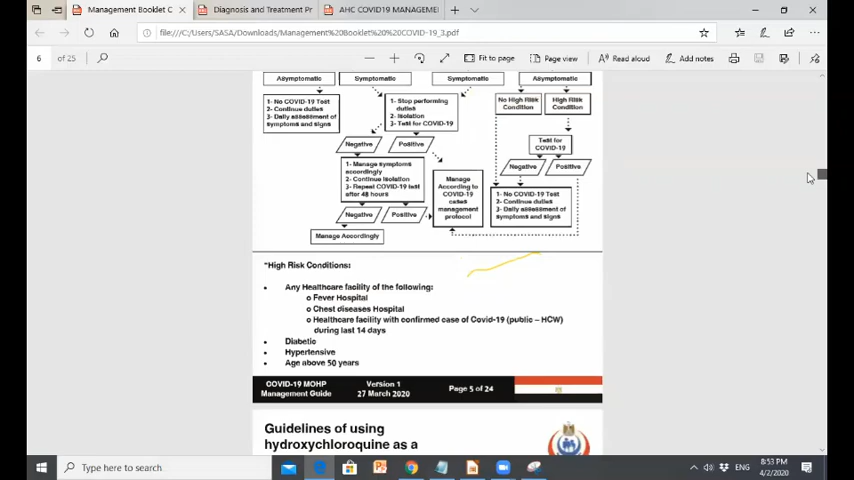 Management Booklet C
Diagnosis and Treatment Pr
AHC COVID19 MANAGEME
file:///C:/Users/SASA/Downloads/Management%20Booklet%20%20COVID-19_3.pdf
6 of 25
Fit to page
Page view
Read aloud
Add notes
Asymptomatic
Symptomatic
Symptomatic
Asymptomatic
1- No COVID-19 Test
2- Continue duties
3- Daily assessment of
symptoms and signs
1- Stop performing
duties
2- Isolation
3- Test for COVID-19
No High Risk
Condition
High Risk
Condition
Negative
Positive
Test for
COVID-19
1- Manage symptoms
accordingly
2- Continue isolation
3- Repeat COVID-19 test
after 48 hours
Manage
According to
COVID-19
cases
management
protocol
Negative
Positive
1- No COVID-19 Test
2- Continue duties
3- Daily assessment of
symptoms and signs
Negative
Positive
Manage Accordingly
*High Risk Conditions:
• Any Healthcare facility of the following:
o Fever Hospital
o Chest diseases Hospital
o Healthcare facility with confirmed case of Covid-19 (public – HCW)
during last 14 days
• Diabetic
• Hypertensive
• Age above 50 years
COVID-19 MOHP
Management Guide
Version 1
27 March 2020
Page 5 of 24
Guidelines of using
hydroxychloroquine as a
Type here to search
ENG
8:53 PM
4/2/2020